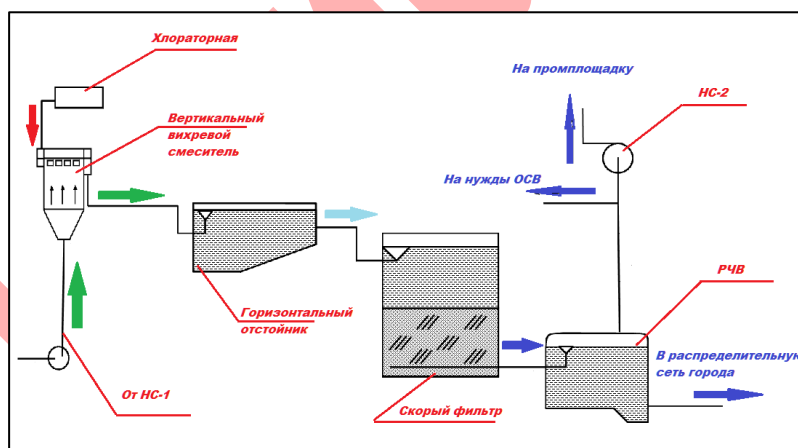 Хлораторная
На промплощадку
НС-2
Вертикальный
вихревой
смеситель
На нужды ОСВ
Горизонтальный
отстойник
РЧВ
В распределительную
сеть города
От НС-1
Скорый фильтр